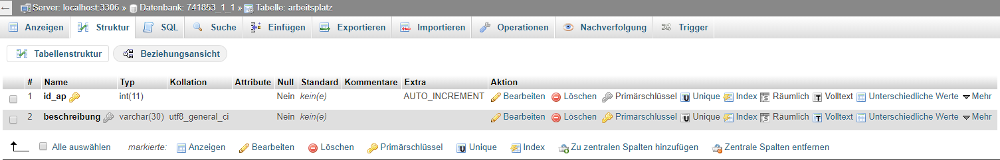 Server: localhost:3306 » Datenbank: 741853_1_1 » Tabelle: arbeitsplatz
Anzeigen Struktur SQL Suche Einfügen Exportieren Importieren Operationen Nachverfolgung Trigger
Tabellenstruktur Beziehungsansicht
# Name Typ Kollation Attribute Null Standard Kommentare Extra Aktion
1 id_ap int(11) Nein kein(e) AUTO_INCREMENT Bearbeiten Löschen Primärschlüssel Unique Index Räumlich Volltext Unterschiedliche Werte Mehr
2 beschreibung varchar(30) utf8_general_ci Nein kein(e) Bearbeiten Löschen Primärschlüssel Unique Index Räumlich Volltext Unterschiedliche Werte Mehr
Alle auswählen markierte: Anzeigen Bearbeiten Löschen Primärschlüssel Unique Index Zu zentralen Spalten hinzufügen Zentrale Spalten entfernen